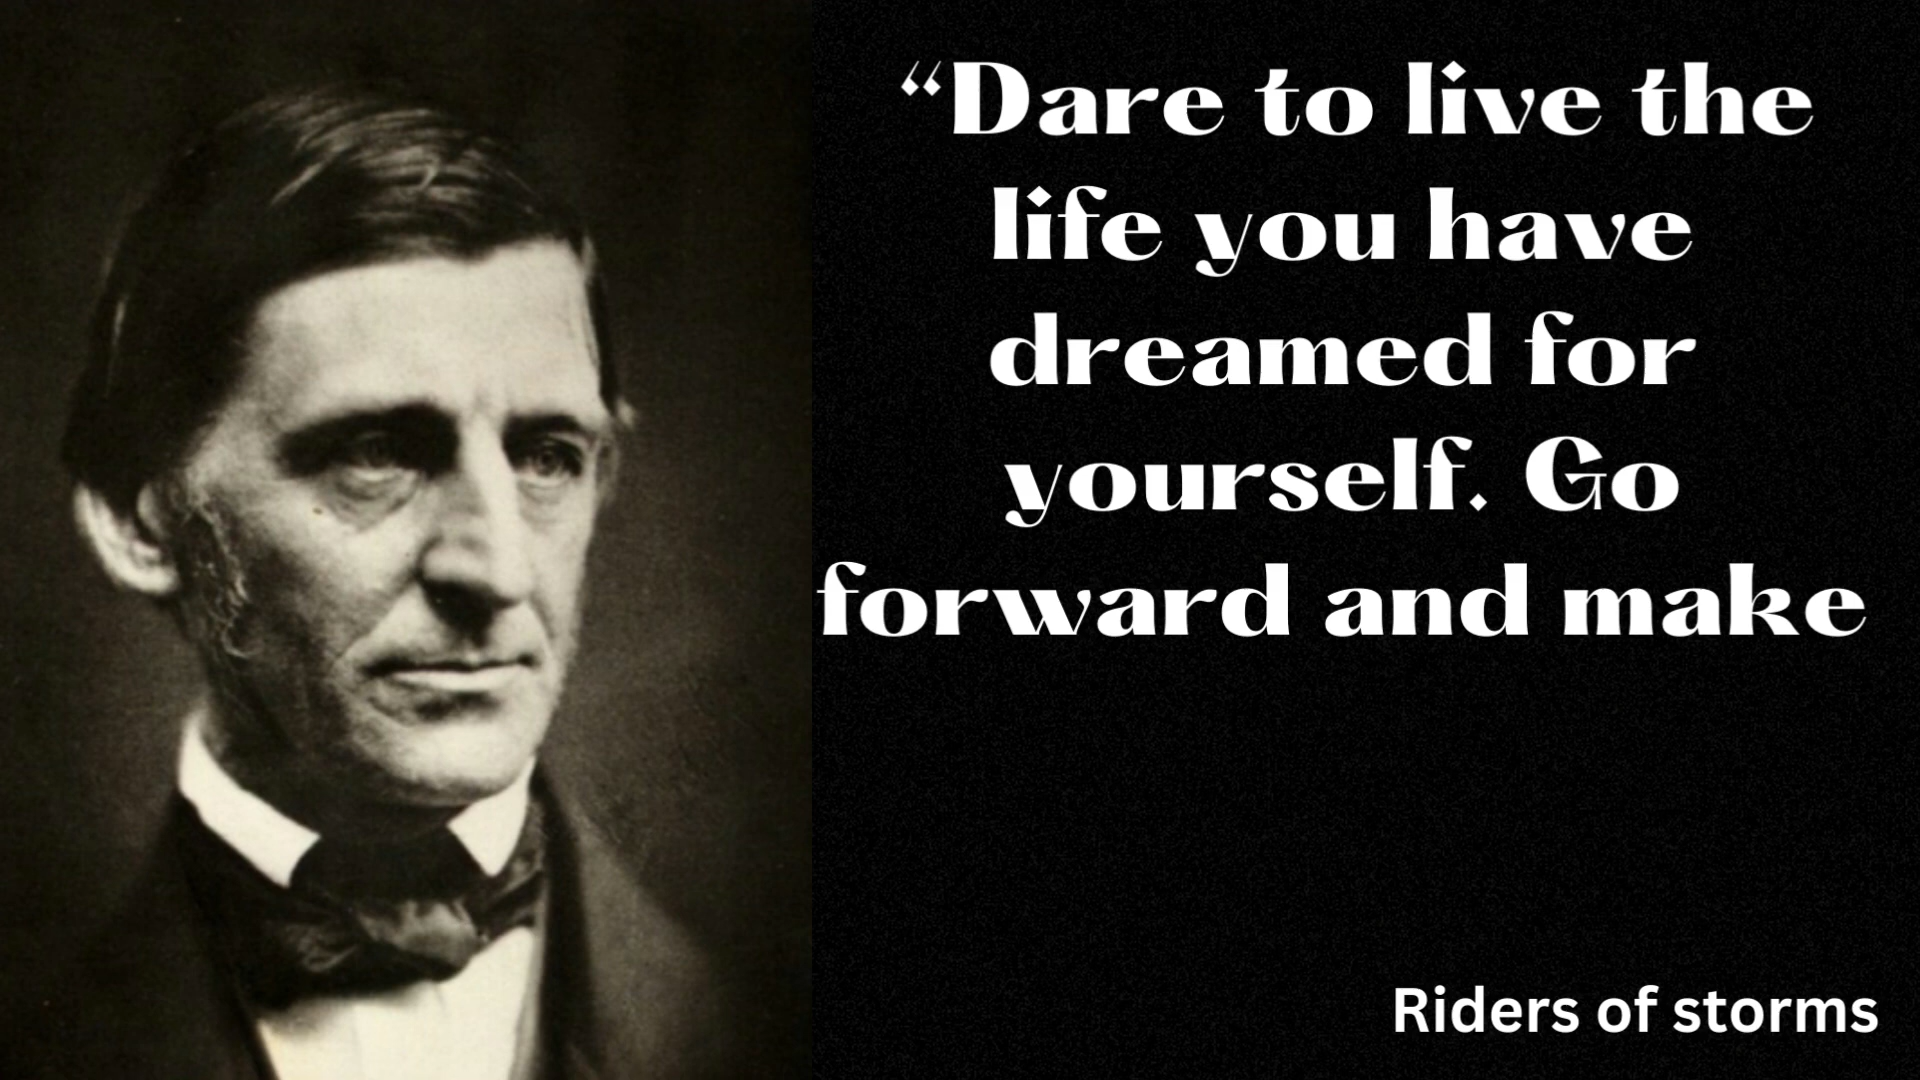 “Dare to live the
life you have
dreamed for
yourself. Go
forward and make
Riders of storms